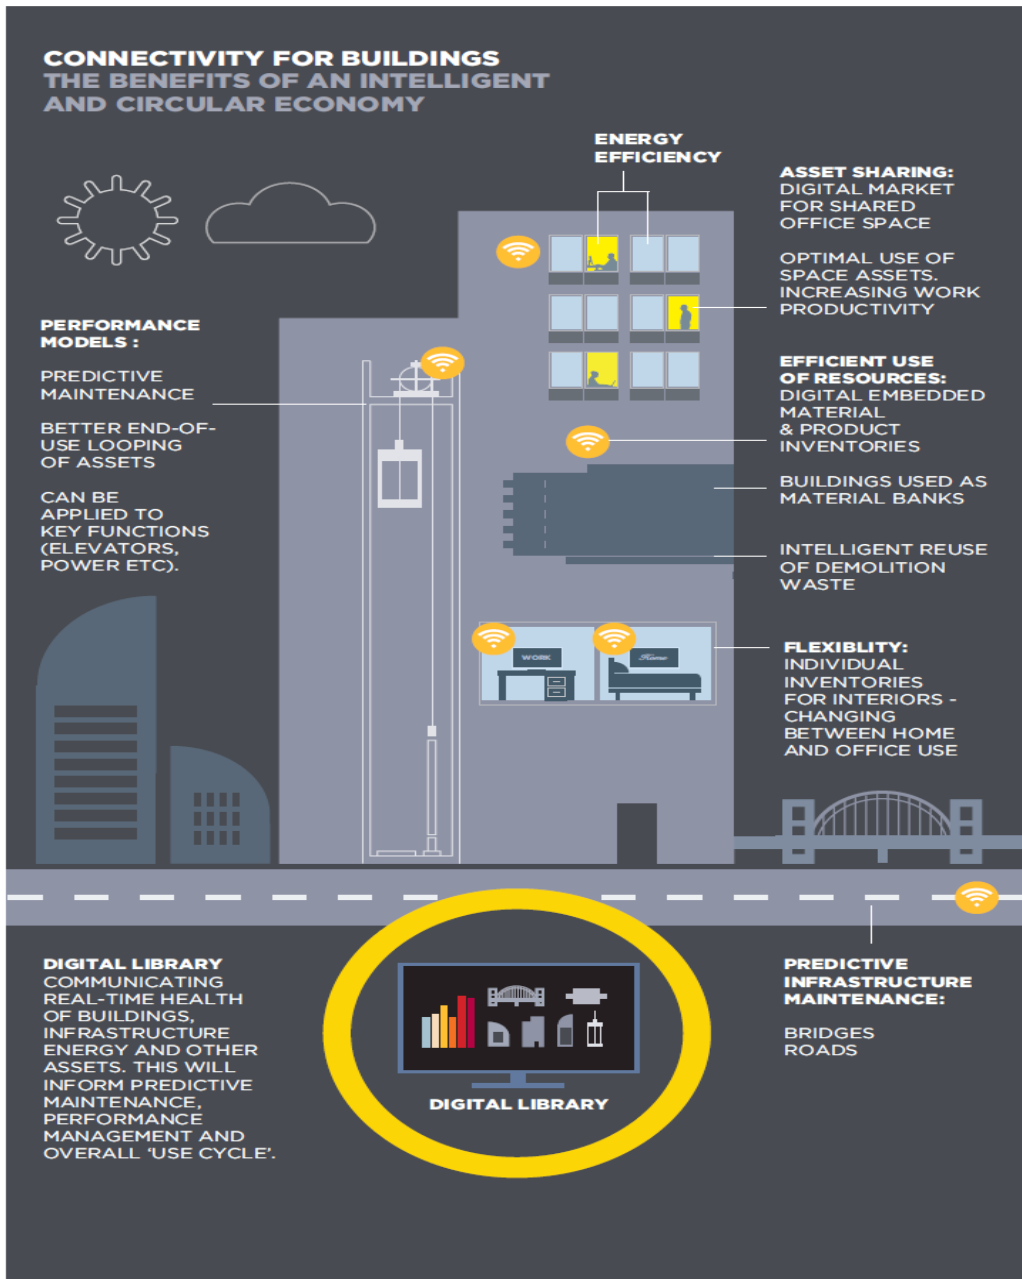 CONNECTIVITY FOR BUILDINGS
THE BENEFITS OF AN INTELLIGENT
AND CIRCULAR ECONOMY
ENERGY
EFFICIENCY
ASSET SHARING:
DIGITAL MARKET
FOR SHARED
OFFICE SPACE
OPTIMAL USE OF
SPACE ASSETS.
INCREASING WORK
PRODUCTIVITY
PERFORMANCE
MODELS :
PREDICTIVE
MAINTENANCE
BETTER END-OF-
USE LOOPING
OF ASSETS
CAN BE
APPLIED TO
KEY FUNCTIONS
(ELEVATORS,
POWER ETC).
EFFICIENT USE
OF RESOURCES:
DIGITAL EMBEDDED
MATERIAL
& PRODUCT
INVENTORIES
BUILDINGS USED AS
MATERIAL BANKS
INTELLIGENT REUSE
OF DEMOLITION
WASTE
WORK
Home
FLEXIBLITY:
INDIVIDUAL
INVENTORIES
FOR INTERIORS -
CHANGING
BETWEEN HOME
AND OFFICE USE
DIGITAL LIBRARY
COMMUNICATING
REAL-TIME HEALTH
OF BUILDINGS,
INFRASTRUCTURE
ENERGY AND OTHER
ASSETS. THIS WILL
INFORM PREDICTIVE
MAINTENANCE,
PERFORMANCE
MANAGEMENT AND
OVERALL ‘USE CYCLE’.
DIGITAL LIBRARY
PREDICTIVE
INFRASTRUCTURE
MAINTENANCE:
BRIDGES
ROADS